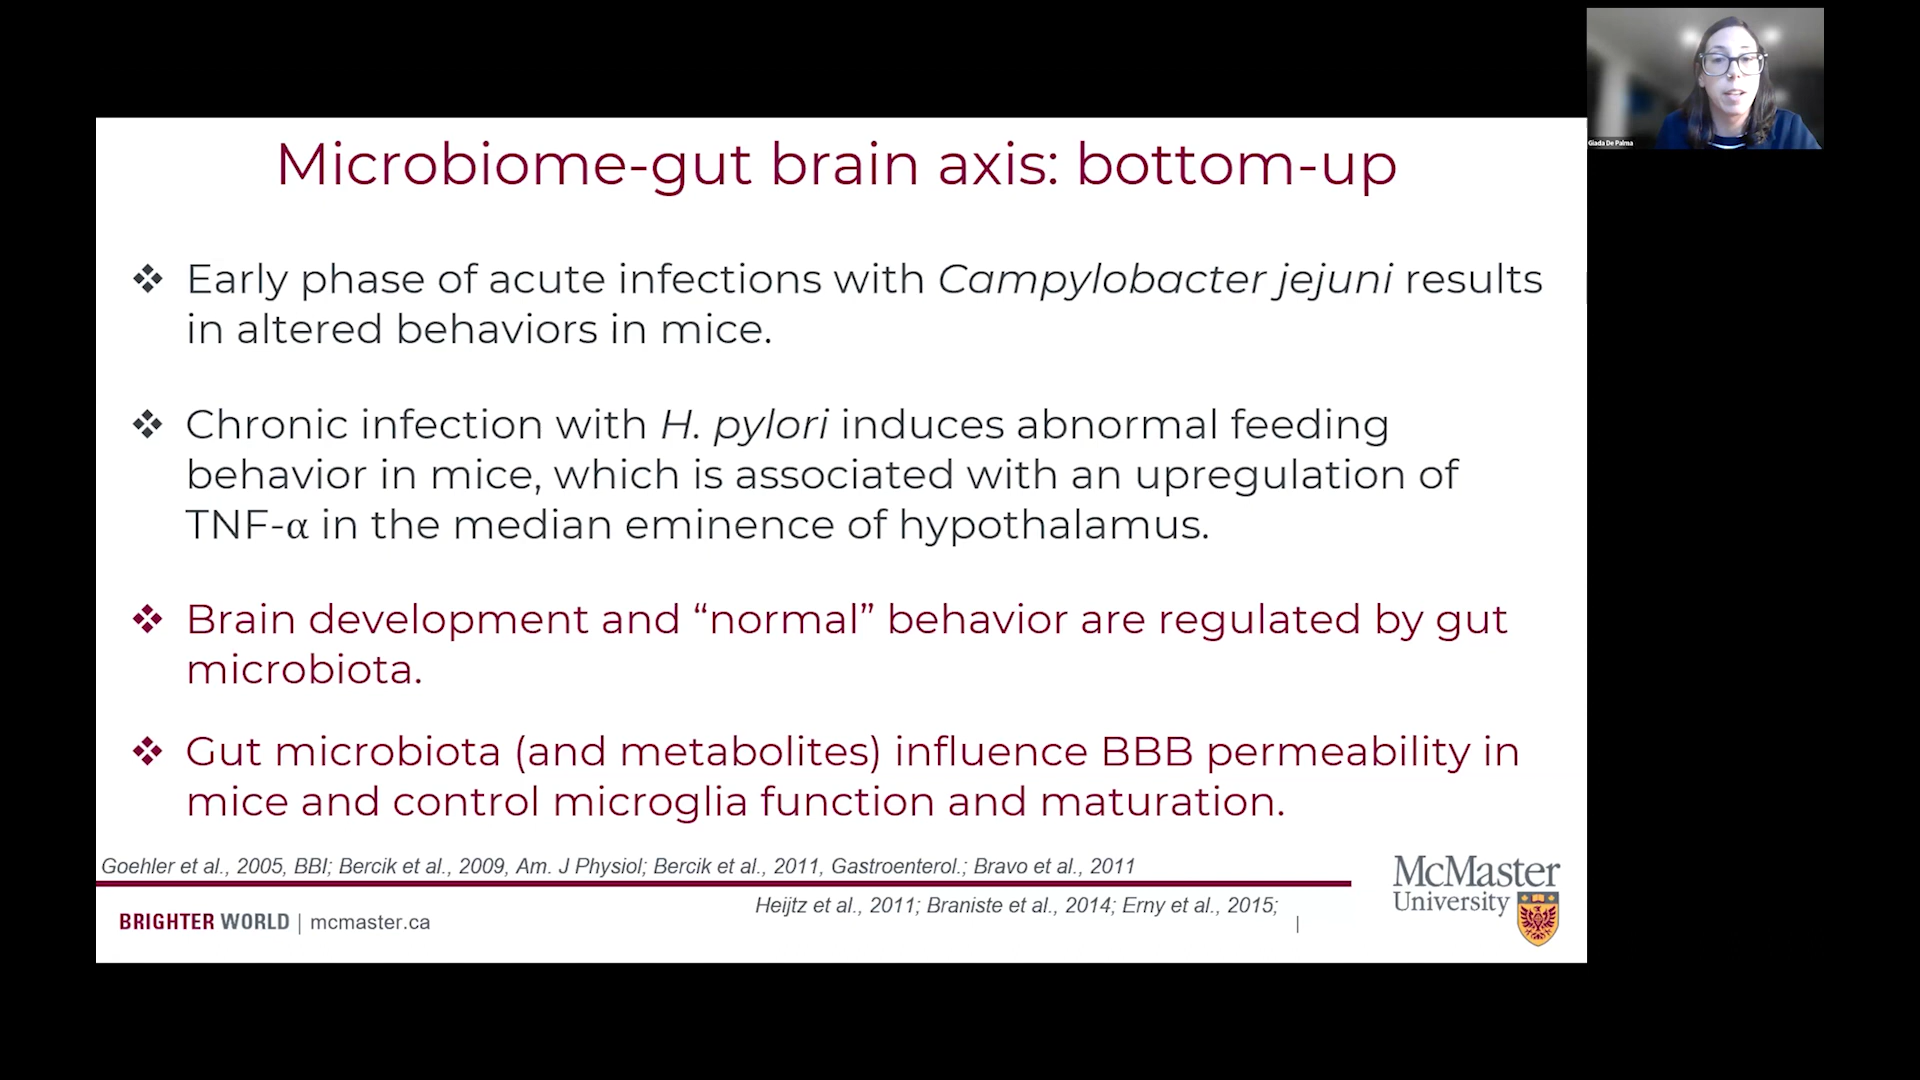 Giada De Palma
Microbiome-gut brain axis: bottom-up
❖ Early phase of acute infections with Campylobacter jejuni results
in altered behaviors in mice.
❖ Chronic infection with H. pylori induces abnormal feeding
behavior in mice, which is associated with an upregulation of
TNF-α in the median eminence of hypothalamus.
❖ Brain development and “normal” behavior are regulated by gut
microbiota.
❖ Gut microbiota (and metabolites) influence BBB permeability in
mice and control microglia function and maturation.
Goehler et al., 2005, BBI; Bercik et al., 2009, Am. J Physiol; Bercik et al., 2011, Gastroenterol.; Bravo et al., 2011
Heijtz et al., 2011; Braniste et al., 2014; Erny et al., 2015;
BRIGHTER WORLD | mcmaster.ca
|
McMaster
University